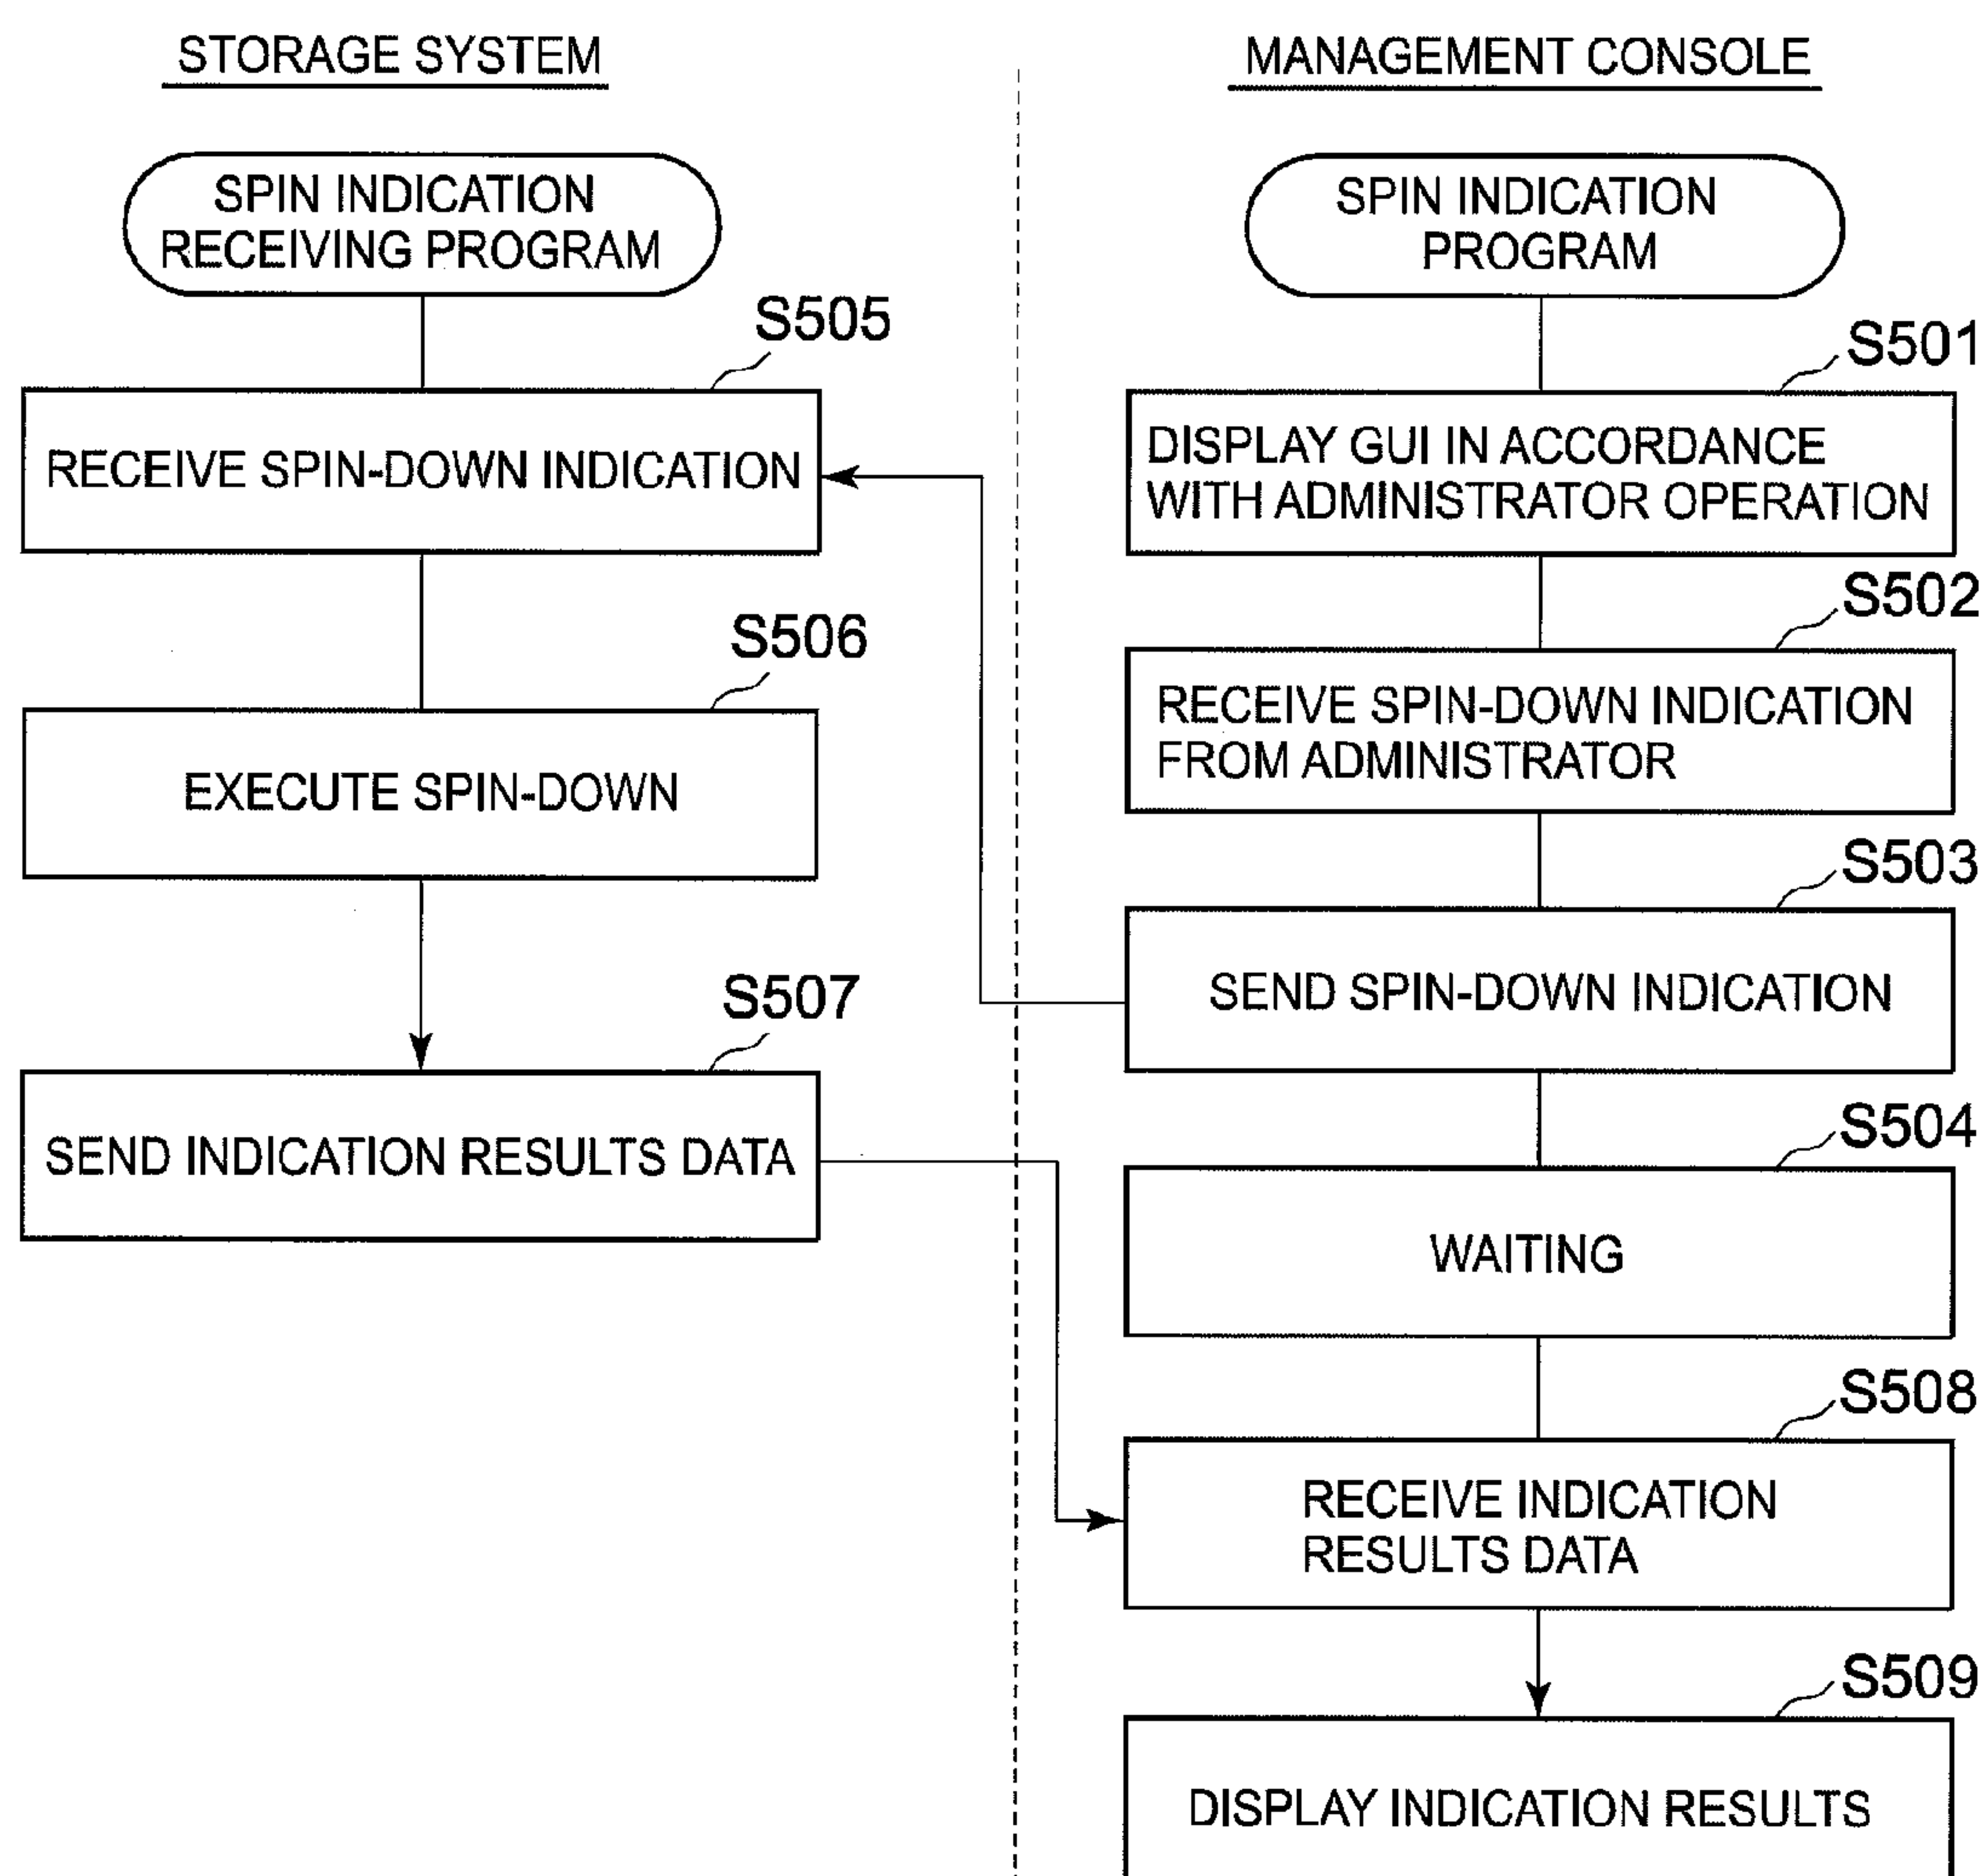 STORAGE SYSTEM
SPIN INDICATION
RECEIVING PROGRAM
S505
RECEIVE SPIN-DOWN INDICATION
S506
EXECUTE SPIN-DOWN
S507
SEND INDICATION RESULTS DATA
MANAGEMENT CONSOLE
SPIN INDICATION
PROGRAM
S501
DISPLAY GUI IN ACCORDANCE
WITH ADMINISTRATOR OPERATION
S502
RECEIVE SPIN-DOWN INDICATION
FROM ADMINISTRATOR
S503
SEND SPIN-DOWN INDICATION
S504
WAITING
S508
RECEIVE INDICATION
RESULTS DATA
S509
DISPLAY INDICATION RESULTS